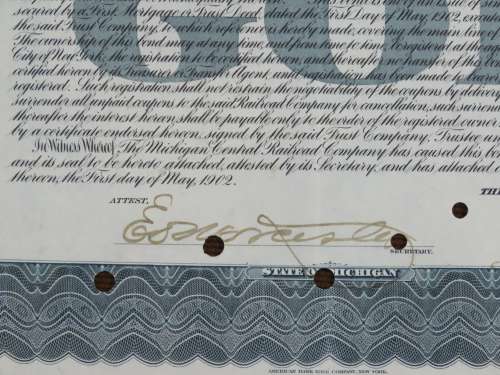 secured by a First Mortgage or Trust Deed, dated the First Day of May, 1902, execut
the said Trust Company, to which reference is hereby made, covering the main line
The ownership of this bond may at any time, and from time to time, be registered at the
City of New York, the registration to be certified hereon, and thereafter no transfer
certified hereon by a Treasurer or Transfer Agent, and registration has been made to bearer
registered. Such registration shall not restrain the negotiability of the coupons by deliver
surrender all unpaid coupons to the said Railroad Company for cancellation, such surrend
thereafter the interest hereon shall be payable only to the order of the registered owner
by a certificate endorsed hereon, signed by the said Trust Company, Trustee u
In Witness Whereof, The Michigan Central Railroad Company has caused this b
and its seal to be hereto attached, attested by its Secretary, and has attached
thereon, the First day of May, 1902.
TH
ATTEST,
SECRETARY.
STATE OF MICHIGAN
AMERICAN BANK NOTE COMPANY, NEW YORK.